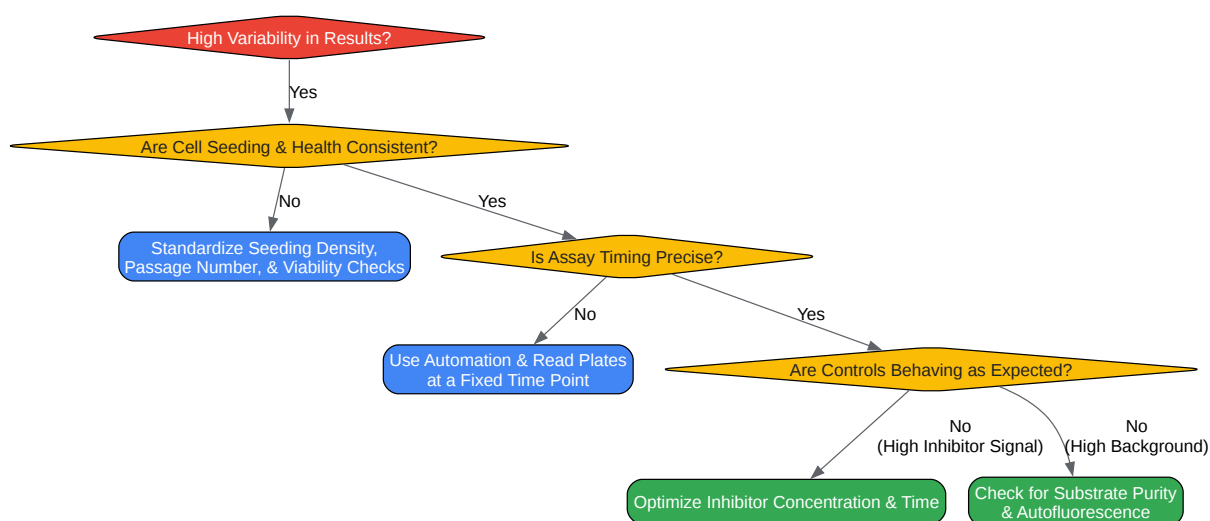 High Variability in Results?
Yes
Are Cell Seeding & Health Consistent?
No
Yes
Standardize Seeding Density,
Passage Number, & Viability Checks
Is Assay Timing Precise?
No
Yes
Use Automation & Read Plates
at a Fixed Time Point
Are Controls Behaving as Expected?
No
(High Inhibitor Signal)
No
(High Background)
Optimize Inhibitor Concentration & Time
Check for Substrate Purity
& Autofluorescence